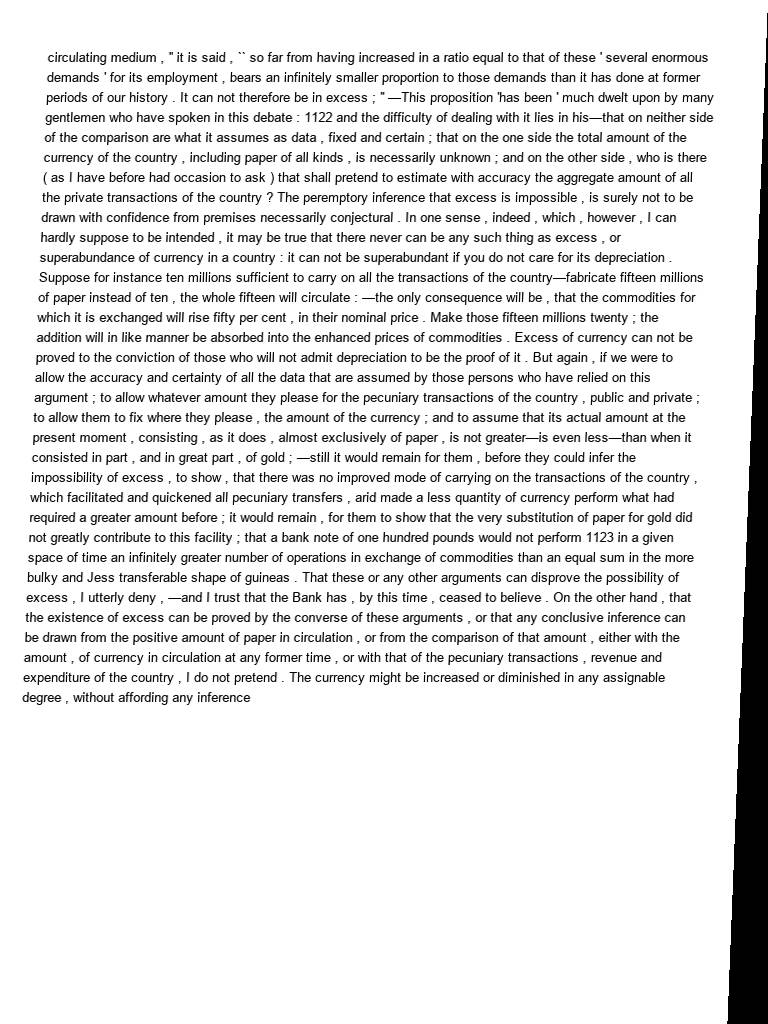 circulating medium , " it is said , `` so far from having increased in a ratio equal to that of these ' several enormous
demands ' for its employment , bears an infinitely smaller proportion to those demands than it has done at former
periods of our history . It can not therefore be in excess ; " —This proposition 'has been ' much dwelt upon by many
gentlemen who have spoken in this debate : 1122 and the difficulty of dealing with it lies in his—that on neither side
of the comparison are what it assumes as data , fixed and certain ; that on the one side the total amount of the
currency of the country , including paper of all kinds , is necessarily unknown ; and on the other side , who is there
( as I have before had occasion to ask ) that shall pretend to estimate with accuracy the aggregate amount of all
the private transactions of the country ? The peremptory inference that excess is impossible , is surely not to be
drawn with confidence from premises necessarily conjectural . In one sense , indeed , which , however , I can
hardly suppose to be intended , it may be true that there never can be any such thing as excess , or
superabundance of currency in a country : it can not be superabundant if you do not care for its depreciation .
Suppose for instance ten millions sufficient to carry on all the transactions of the country—fabricate fifteen millions
of paper instead of ten , the whole fifteen will circulate : —the only consequence will be , that the commodities for
which it is exchanged will rise fifty per cent , in their nominal price . Make those fifteen millions twenty ; the
addition will in like manner be absorbed into the enhanced prices of commodities . Excess of currency can not be
proved to the conviction of those who will not admit depreciation to be the proof of it . But again , if we were to
allow the accuracy and certainty of all the data that are assumed by those persons who have relied on this
argument ; to allow whatever amount they please for the pecuniary transactions of the country , public and private ;
to allow them to fix where they please , the amount of the currency ; and to assume that its actual amount at the
present moment , consisting , as it does , almost exclusively of paper , is not greater—is even less—than when it
consisted in part , and in great part , of gold ; —still it would remain for them , before they could infer the
impossibility of excess , to show , that there was no improved mode of carrying on the transactions of the country ,
which facilitated and quickened all pecuniary transfers , arid made a less quantity of currency perform what had
required a greater amount before ; it would remain , for them to show that the very substitution of paper for gold did
not greatly contribute to this facility ; that a bank note of one hundred pounds would not perform 1123 in a given
space of time an infinitely greater number of operations in exchange of commodities than an equal sum in the more
bulky and Jess transferable shape of guineas . That these or any other arguments can disprove the possibility of
excess , I utterly deny , —and I trust that the Bank has , by this time , ceased to believe . On the other hand , that
the existence of excess can be proved by the converse of these arguments , or that any conclusive inference can
be drawn from the positive amount of paper in circulation , or from the comparison of that amount , either with the
amount , of currency in circulation at any former time , or with that of the pecuniary transactions , revenue and
expenditure of the country , I do not pretend . The currency might be increased or diminished in any assignable
degree , without affording any inference